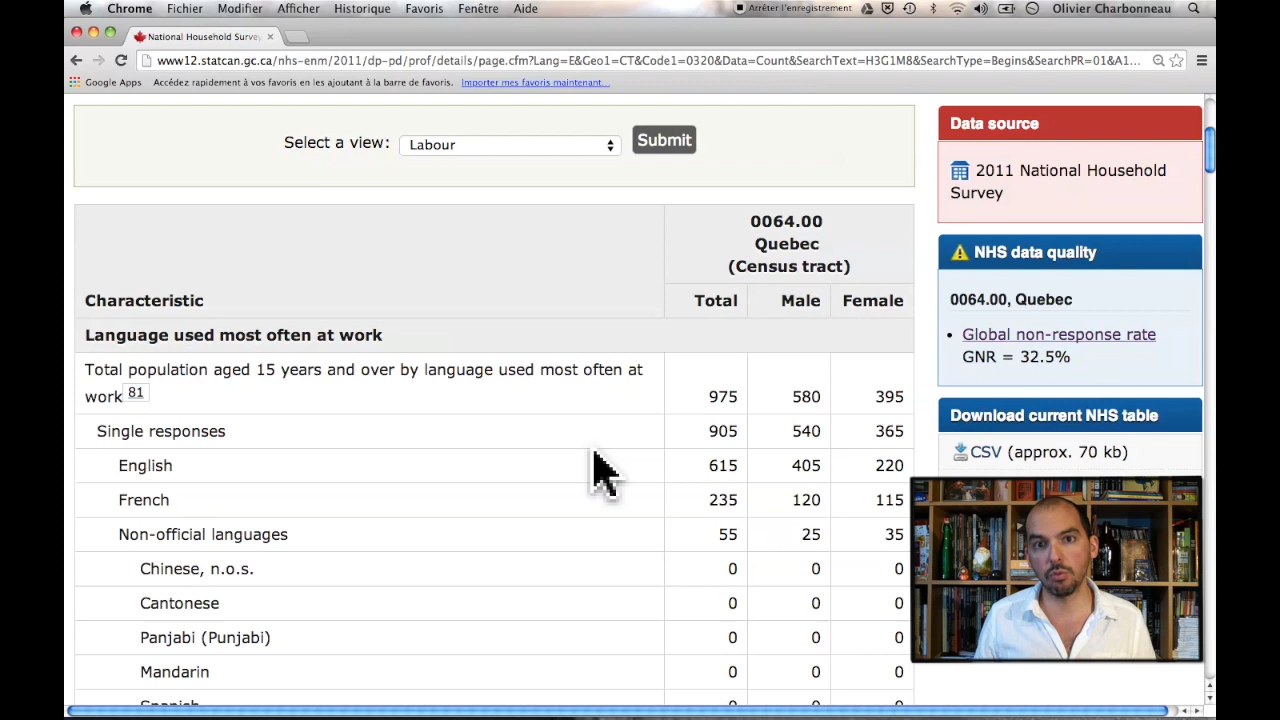 Chrome Fichier Modifier Afficher Historique Favoris Fenêtre Aide Arrêter l'enregistrement Olivier Charbonneau
National Household Survey
www12.statcan.gc.ca/nhs-enm/2011/dp-pd/prof/details/page.cfm?Lang=E&Geo1=CT&Code1=0320&Data=Count&SearchText=H3G1M8&SearchType=Begins&SearchPR=01&A1...
Google Apps Accédez rapidement à vos favoris en les ajoutant à la barre de favoris. Importer mes favoris maintenant...
Select a view: Labour Submit
Characteristic
0064.00
Quebec
(Census tract)
Total Male Female
Language used most often at work
Total population aged 15 years and over by language used most often at
work 81 975 580 395
Single responses 905 540 365
English 615 405 220
French 235 120 115
Non-official languages 55 25 35
Chinese, n.o.s. 0 0 0
Cantonese 0 0 0
Panjabi (Punjabi) 0 0 0
Mandarin 0 0 0
Data source
2011 National Household
Survey
NHS data quality
0064.00, Quebec
• Global non-response rate
GNR = 32.5%
Download current NHS table
CSV (approx. 70 kb)